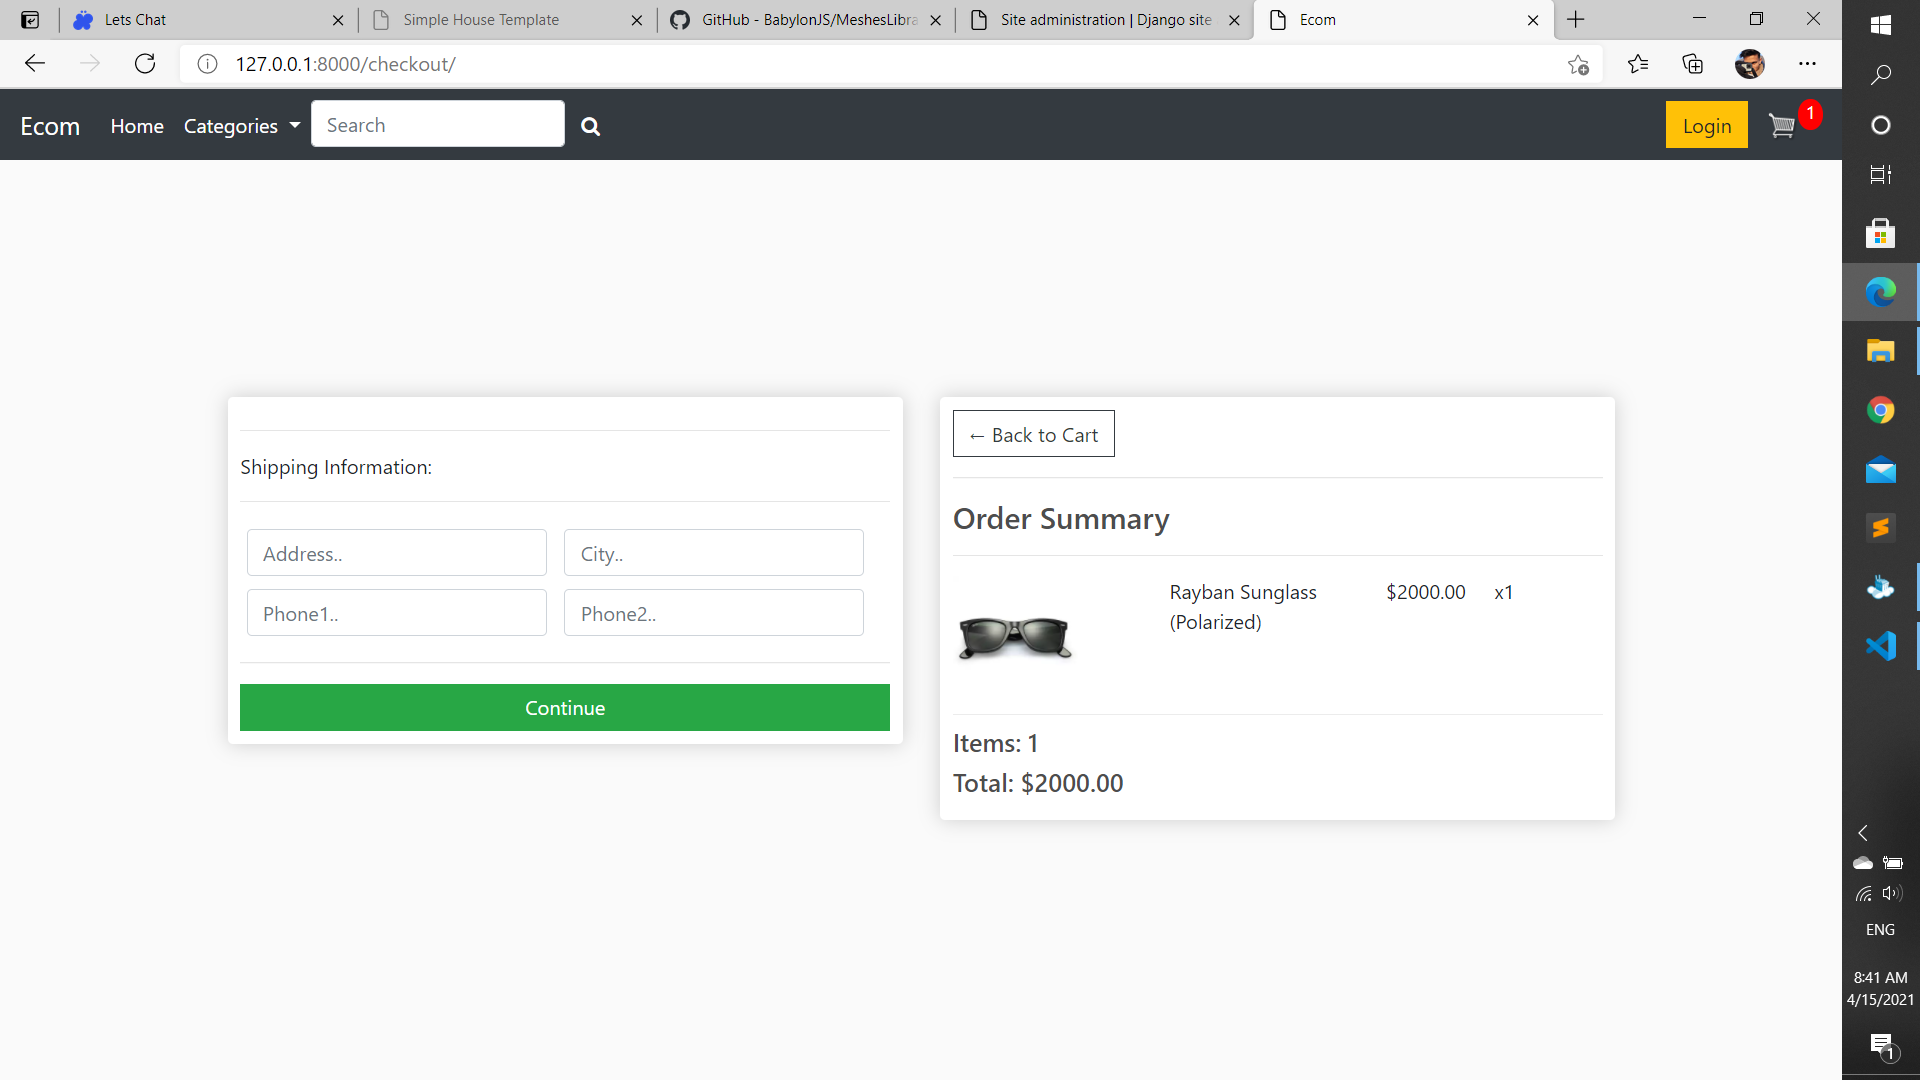 Lets Chat
Simple House Template
GitHub - BabylonJS/MeshesLibra
Site administration | Django site
Ecom
127.0.0.1:8000/checkout/
Ecom
Home
Categories
Search
Login
1
Shipping Information:
Address..
City..
Phone1..
Phone2..
Continue
← Back to Cart
Order Summary
Rayban Sunglass
(Polarized)
$2000.00
x1
Items: 1
Total: $2000.00
ENG
8:41 AM
4/15/2021
1